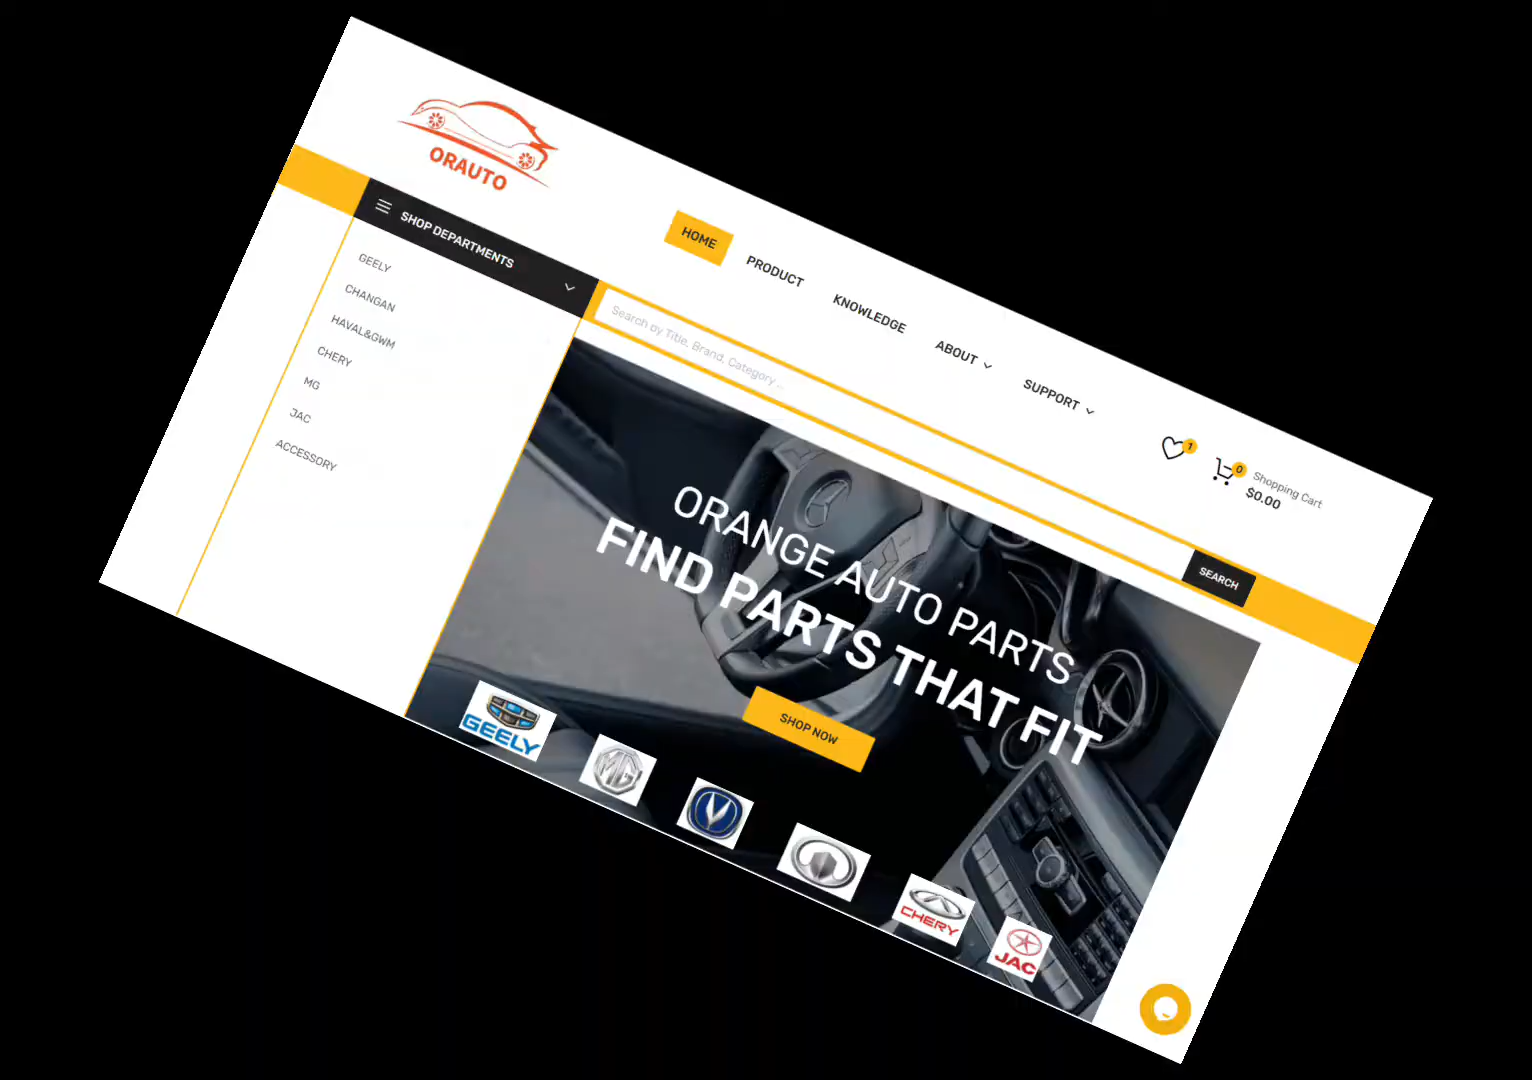 ORAUTO
HOME
PRODUCT
KNOWLEDGE
ABOUT
SUPPORT
1
0
Shopping Cart
$0.00
SHOP DEPARTMENTS
Search by Title, Brand, Category ...
SEARCH
GEELY
CHANGAN
HAVAL&GWM
CHERY
MG
JAC
ACCESSORY
ORANGE AUTO PARTS
FIND PARTS THAT FIT
SHOP NOW
GEELY
MG
CHERY
JAC